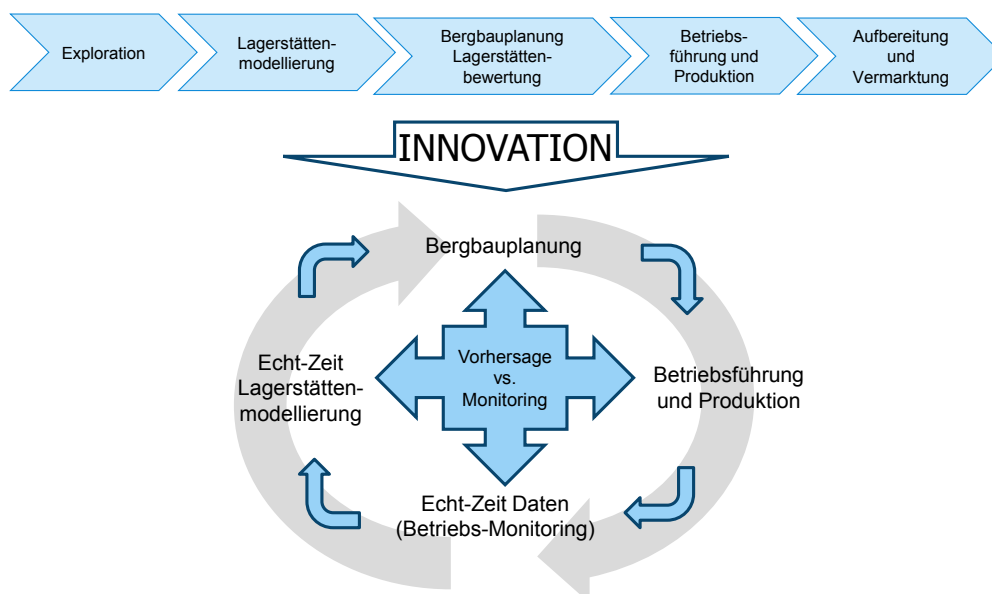 Exploration
Lagerstätten-
modellierung
Bergbauplanung
Lagerstätten-
bewertung
Betriebs-
führung und
Produktion
Aufbereitung
und
Vermarktung
INNOVATION
Bergbauplanung
Vorhersage
vs.
Monitoring
Echt-Zeit
Lagerstätten-
modellierung
Betriebsführung
und Produktion
Echt-Zeit Daten
(Betriebs-Monitoring)